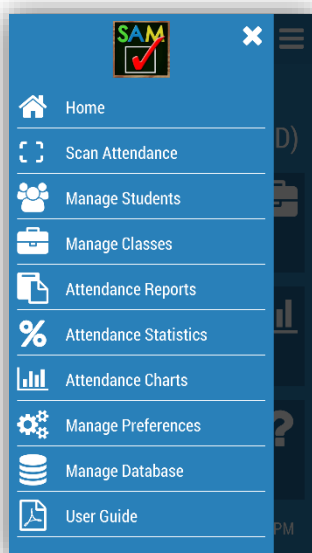 SAM
Home
D)
Scan Attendance
Manage Students
Manage Classes
Attendance Reports
%
Attendance Statistics
Attendance Charts
Manage Preferences
?
Manage Database
User Guide
PM